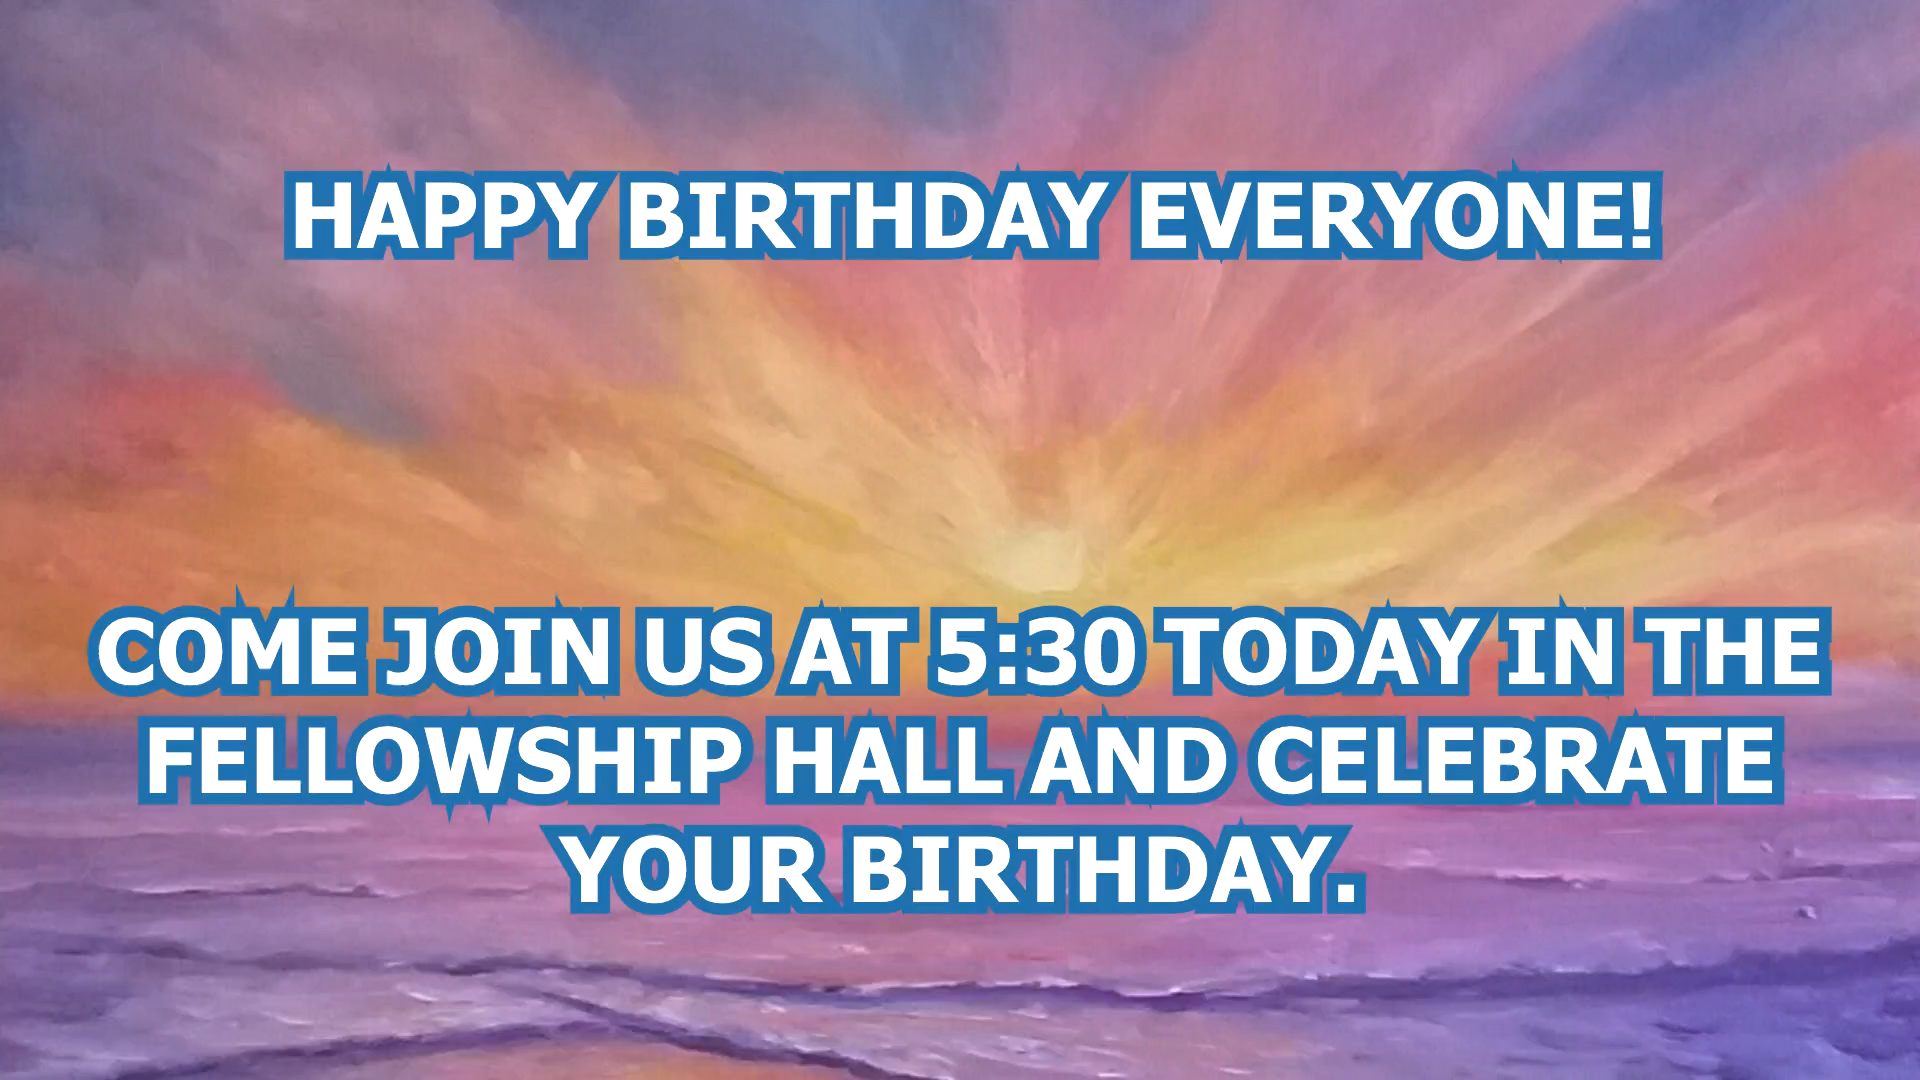 HAPPY BIRTHDAY EVERYONE!
COME JOIN US AT 5:30 TODAY IN THE
FELLOWSHIP HALL AND CELEBRATE
YOUR BIRTHDAY.